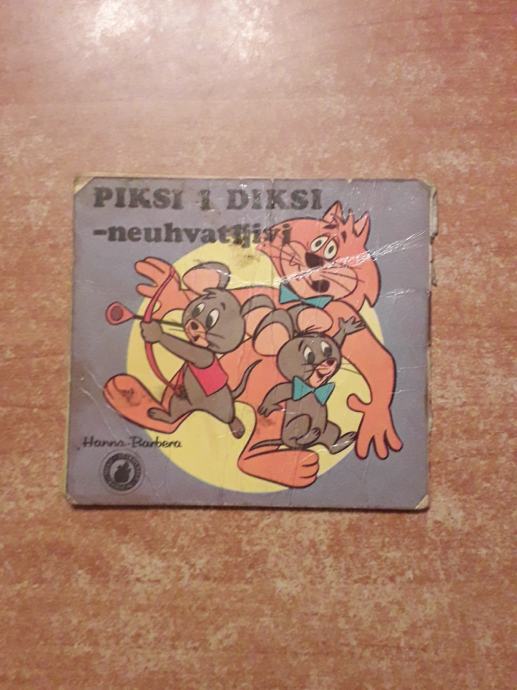 PIKSI I DIKSI
-neuhvatljivi
Hanna-Barbera